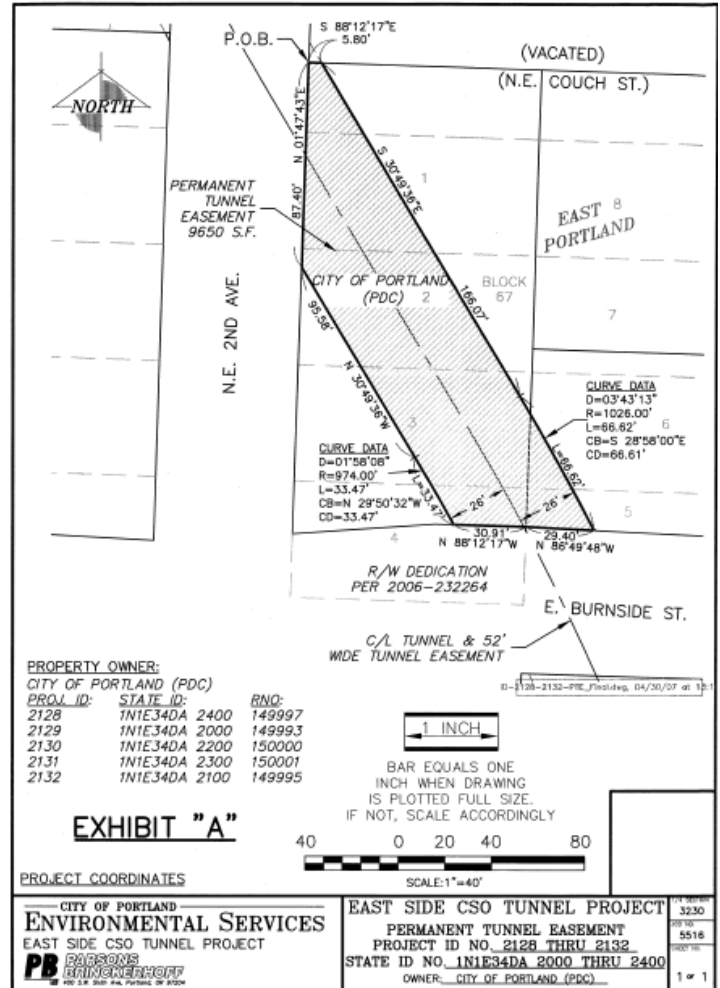 S 88°12'17"E
5.80'
P.O.B.
(VACATED)
(N.E. COUCH ST.)
NORTH
N 01°47'43"E
87.40'
S 30°49'36"E
166.07'
1
PERMANENT
TUNNEL
EASEMENT
9650 S.F.
EAST 8
PORTLAND
CITY OF PORTLAND
(PDC) 2
BLOCK
67
7
N.E. 2ND AVE.
95.58'
N 30°49'36"W
3
CURVE DATA
D=03°43'13"
R=1026.00'
L=66.62'
CB=S 28°58'00"E
CD=66.61'
6
L=66.62'
CURVE DATA
D=01°58'08"
R=974.00'
L=33.47'
CB=N 29°50'32"W
CD=33.47'
L=33.47'
26'
26'
5
4
30.91'
N 88°12'17"W
29.40'
N 86°49'48"W
R/W DEDICATION
PER 2006-232264
E. BURNSIDE ST.
C/L TUNNEL & 52'
WIDE TUNNEL EASEMENT
PROPERTY OWNER:
CITY OF PORTLAND (PDC)
PROJ. ID: STATE ID: RNO:
2128 1N1E34DA 2400 149997
2129 1N1E34DA 2000 149993
2130 1N1E34DA 2200 150000
2131 1N1E34DA 2300 150001
2132 1N1E34DA 2100 149995
1 INCH
BAR EQUALS ONE
INCH WHEN DRAWING
IS PLOTTED FULL SIZE.
IF NOT, SCALE ACCORDINGLY
EXHIBIT "A"
40 0 20 40 80
SCALE:1"=40'
PROJECT COORDINATES
CITY OF PORTLAND
ENVIRONMENTAL SERVICES
EAST SIDE CSO TUNNEL PROJECT
PB PARSONS
BRINCKERHOFF
EAST SIDE CSO TUNNEL PROJECT
PERMANENT TUNNEL EASEMENT
PROJECT ID NO. 2128 THRU 2132
STATE ID NO. 1N1E34DA 2000 THRU 2400
OWNER: CITY OF PORTLAND (PDC)
3230
5516
1 of 1